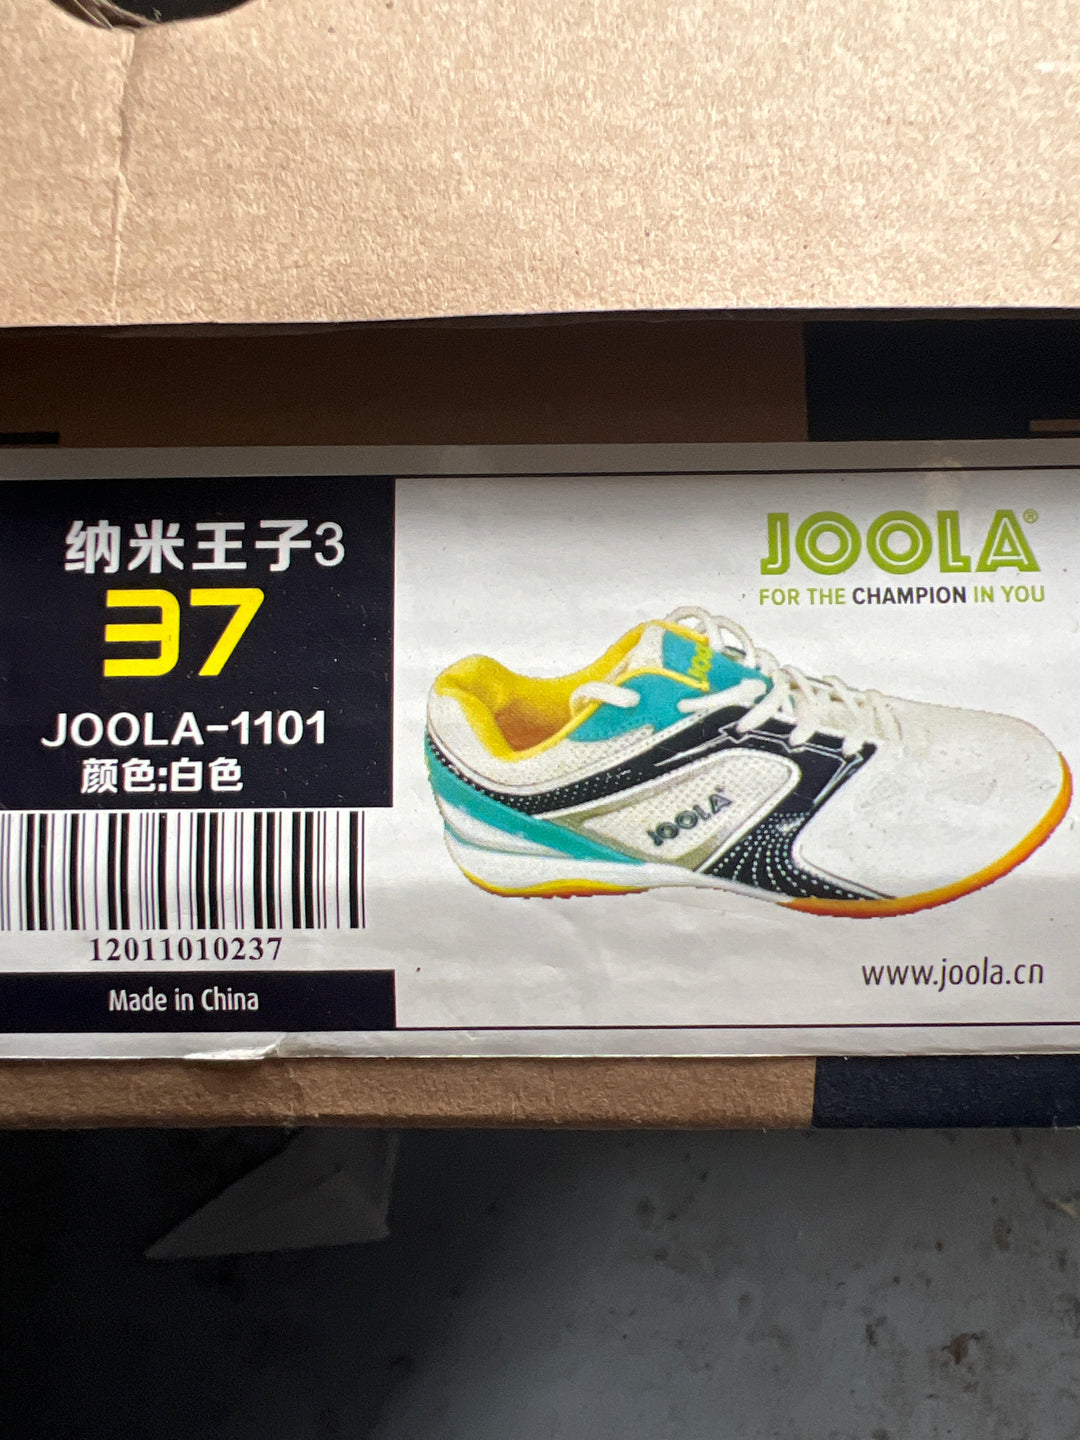 纳米王子3
37
JOOLA-1101
颜色:白色
12011010237
Made in China
JOOLA®
FOR THE CHAMPION IN YOU
JOOLA
JOOLA
www.joola.cn